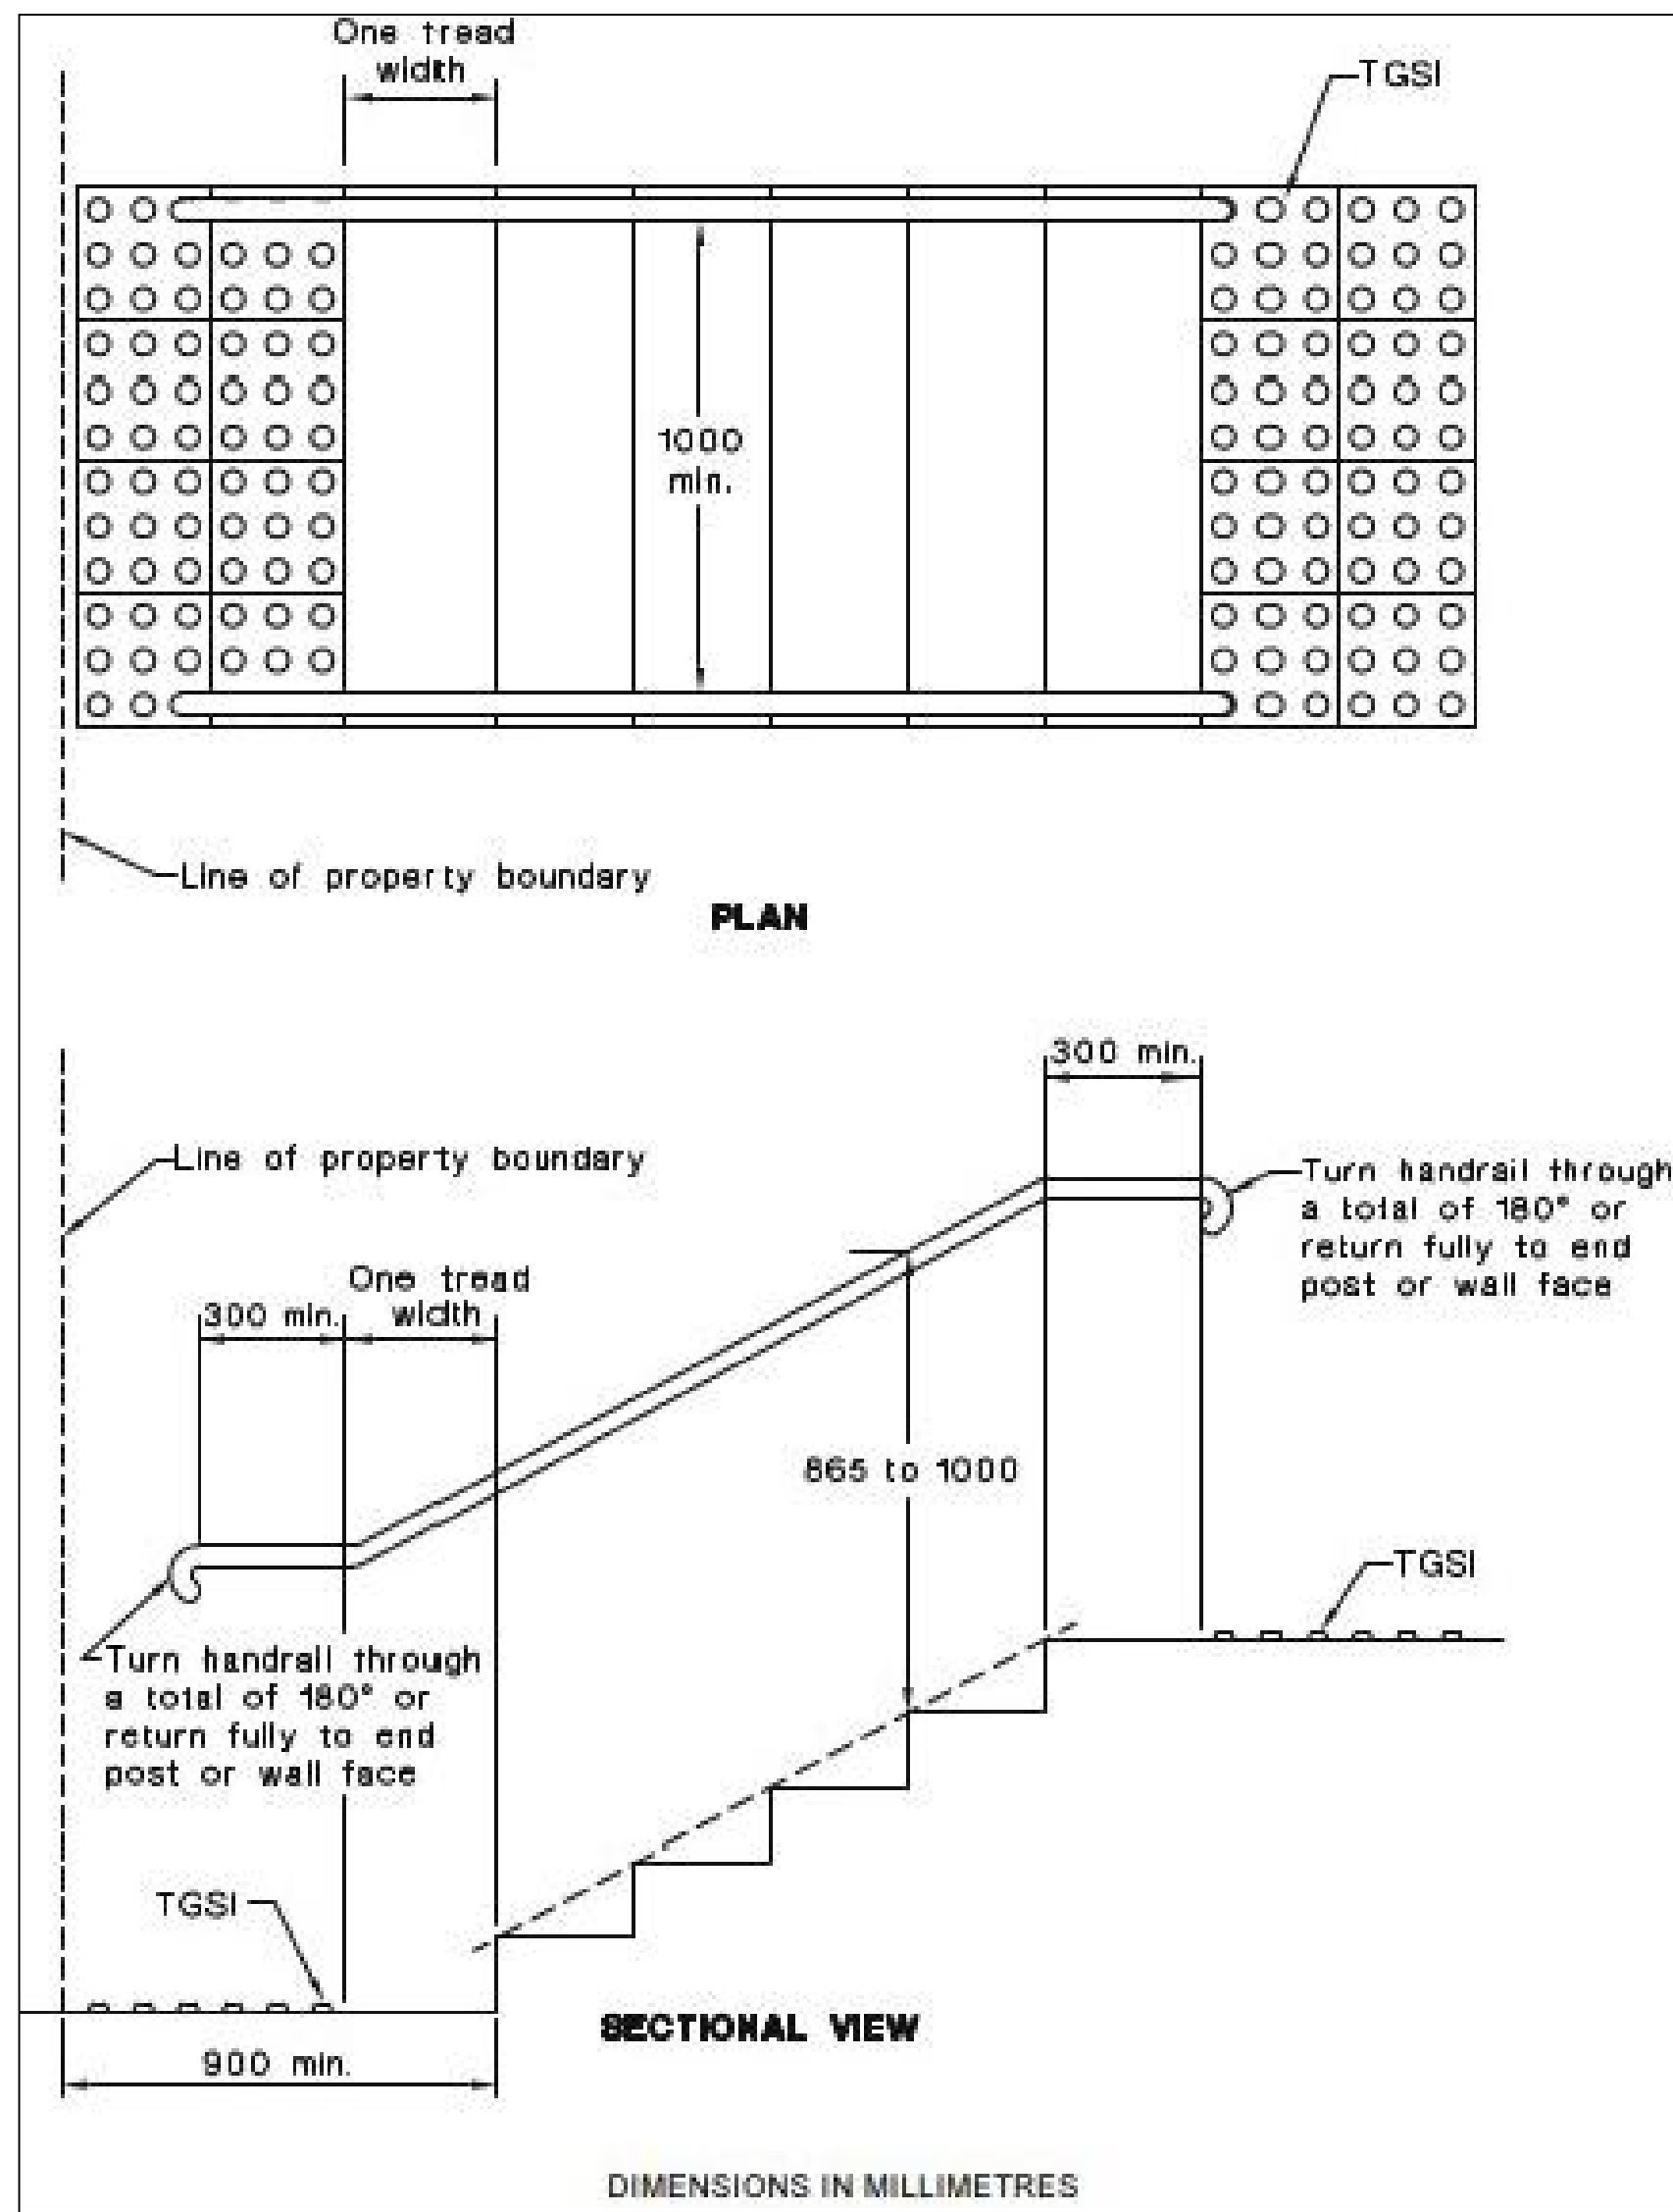 One tread
width
TGSI
1000
min.
Line of property boundary
PLAN
300 min.
Line of property boundary
Turn handrail through
a total of 180° or
return fully to end
post or wall face
One tread
width
300 min.
865 to 1000
TGSI
Turn handrail through
a total of 180° or
return fully to end
post or wall face
TGSI
SECTIONAL VIEW
900 min.
DIMENSIONS IN MILLIMETRES